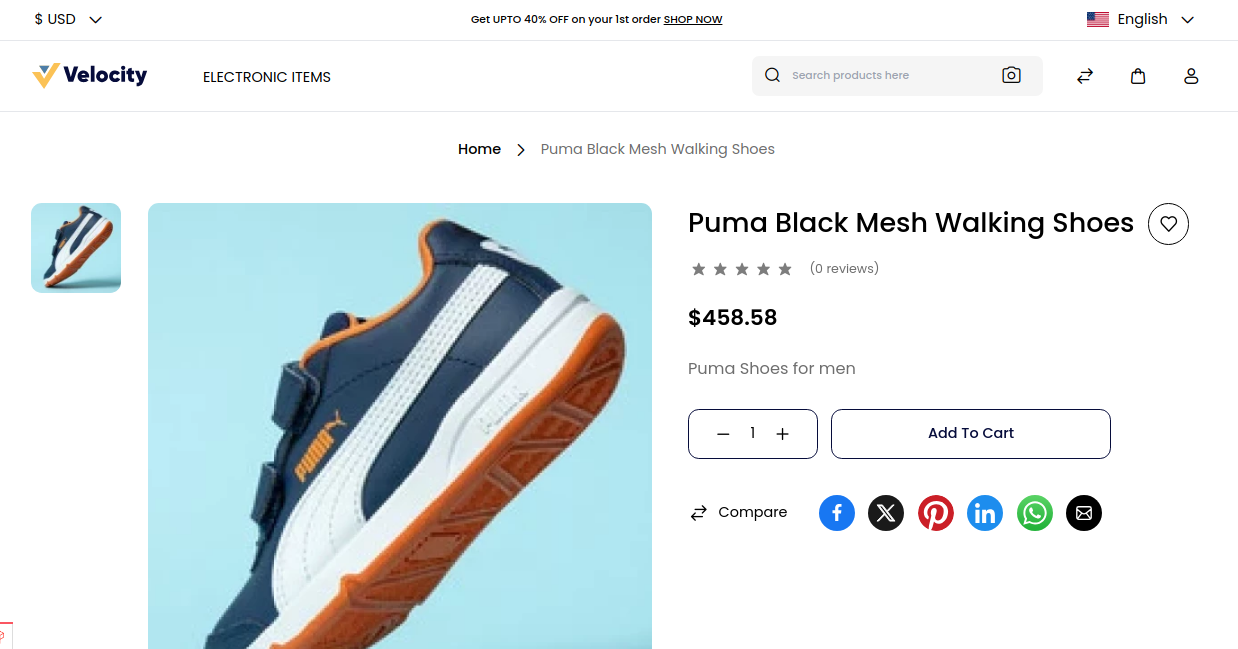 $ USD
Get UPTO 40% OFF on your 1st order SHOP NOW
English
Velocity
ELECTRONIC ITEMS
Search products here
Home
Puma Black Mesh Walking Shoes
Puma Black Mesh Walking Shoes
(0 reviews)
$458.58
Puma Shoes for men
1
Add To Cart
Compare
PUMA
PUMA